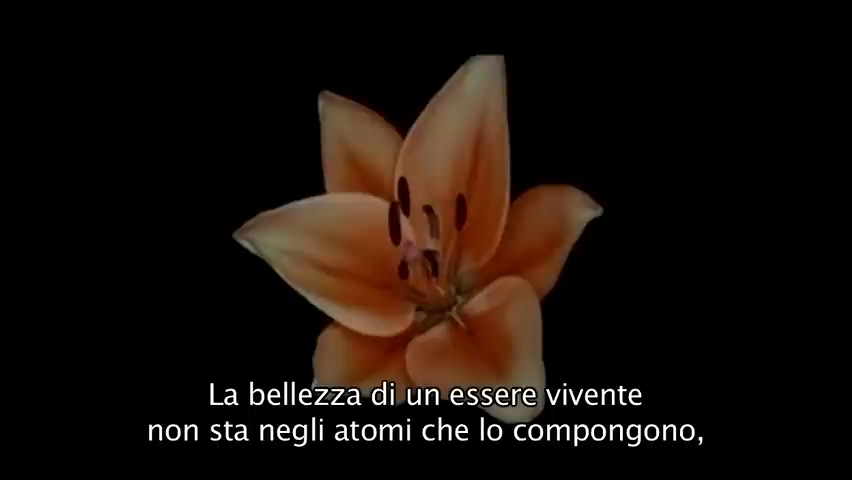 La bellezza di un essere vivente
non sta negli atomi che lo compongono,